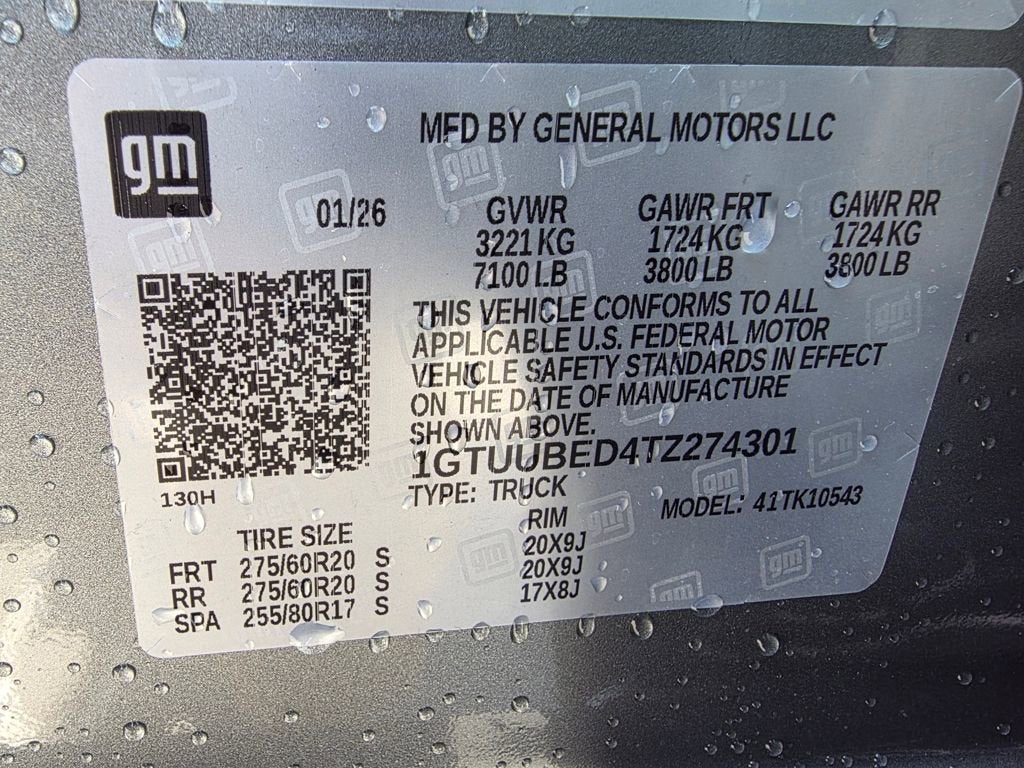 gm
MFD BY GENERAL MOTORS LLC
01/26 GVWR GAWR FRT GAWR RR
3221 KG 1724 KG 1724 KG
7100 LB 3800 LB 3800 LB
THIS VEHICLE CONFORMS TO ALL
APPLICABLE U.S. FEDERAL MOTOR
VEHICLE SAFETY STANDARDS IN EFFECT
ON THE DATE OF MANUFACTURE
SHOWN ABOVE.
1GTUUBED4TZ274301
130H
TYPE: TRUCK MODEL: 41TK10543
TIRE SIZE RIM
FRT 275/60R20 S 20X9J
RR 275/60R20 S 20X9J
SPA 255/80R17 S 17X8J